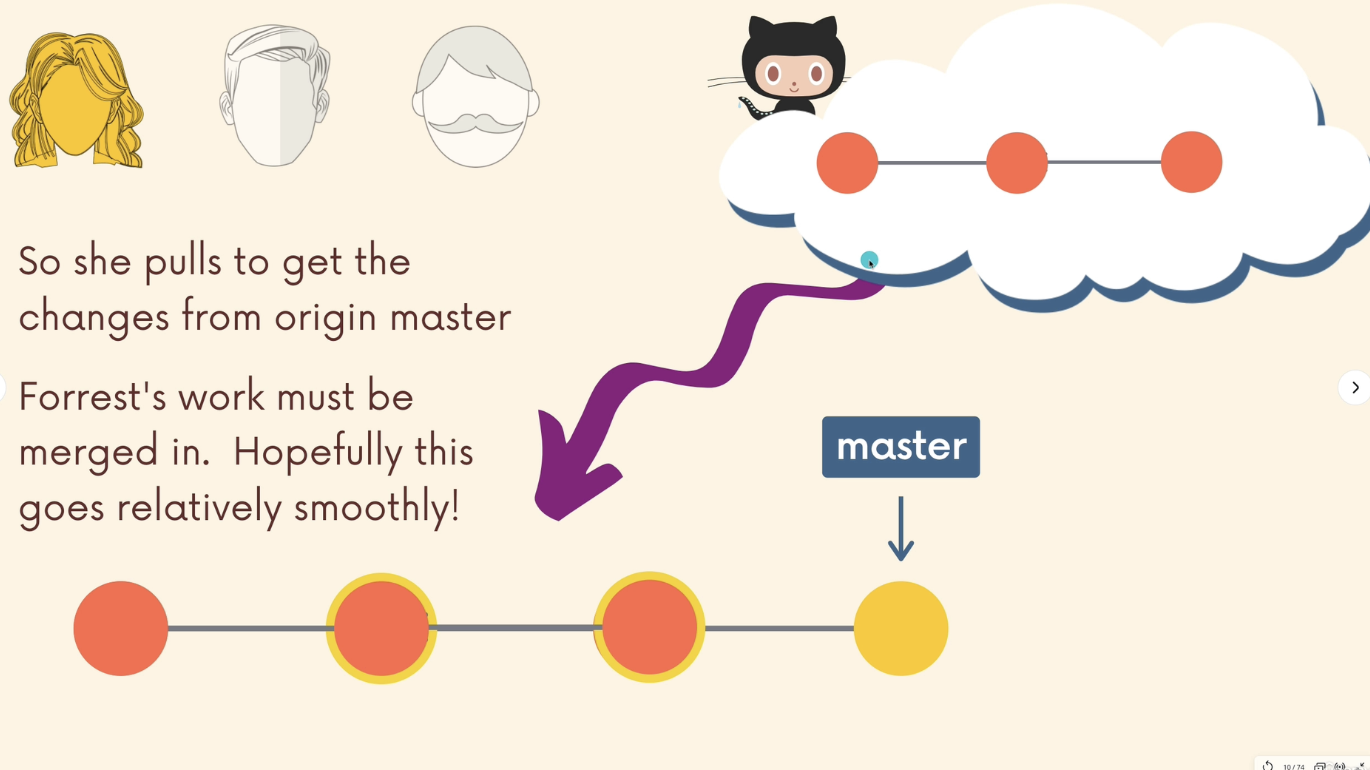 So she pulls to get the
changes from origin master
Forrest's work must be
merged in. Hopefully this
goes relatively smoothly!
master
10 / 74